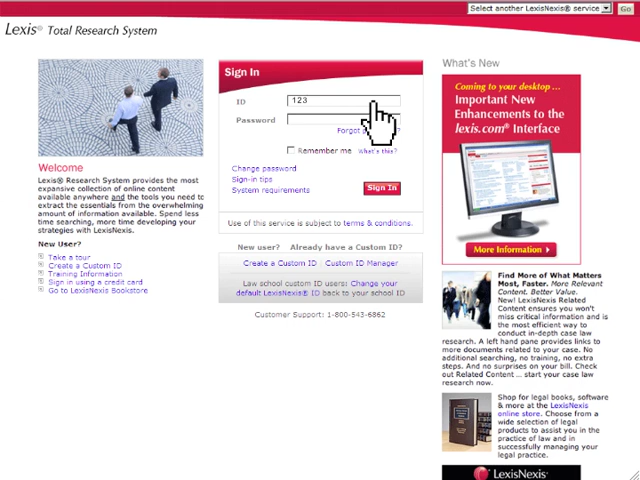 Select another LexisNexis® service
Go
Lexis® Total Research System
Sign In
ID
123
Password
Forgot
Remember me
What's this?
Change password
Sign-in tips
System requirements
Sign In
Use of this service is subject to terms & conditions.
New user? Already have a Custom ID?
Create a Custom ID
Custom ID Manager
Law school custom ID users: Change your
default LexisNexis® ID back to your school ID
Customer Support: 1-800-543-6862
Welcome
Lexis® Research System provides the most
expansive collection of online content
available anywhere and the tools you need to
extract the essentials from the overwhelming
amount of information available. Spend less
time searching, more time developing your
strategies with LexisNexis.
New User?
Take a tour
Create a Custom ID
Training Information
Sign in using a credit card
Go to LexisNexis Bookstore
What's New
Coming to your desktop ...
Important New
Enhancements to the
lexis.com® Interface
More Information
Find More of What Matters
Most, Faster. More Relevant
Content. Better Value.
New! LexisNexis Related
Content ensures you won't
miss critical information and is
the most efficient way to
conduct in-depth case law
research. A left hand pane provides links to
more documents related to your case. No
additional searching, no training, no extra
steps. And no surprises on your bill. Check
out Related Content ... start your case law
research now.
Shop for legal books, software
& more at the LexisNexis
online store. Choose from a
wide selection of legal
products to assist you in the
practice of law and in
successfully managing your
legal practice.
LexisNexis®